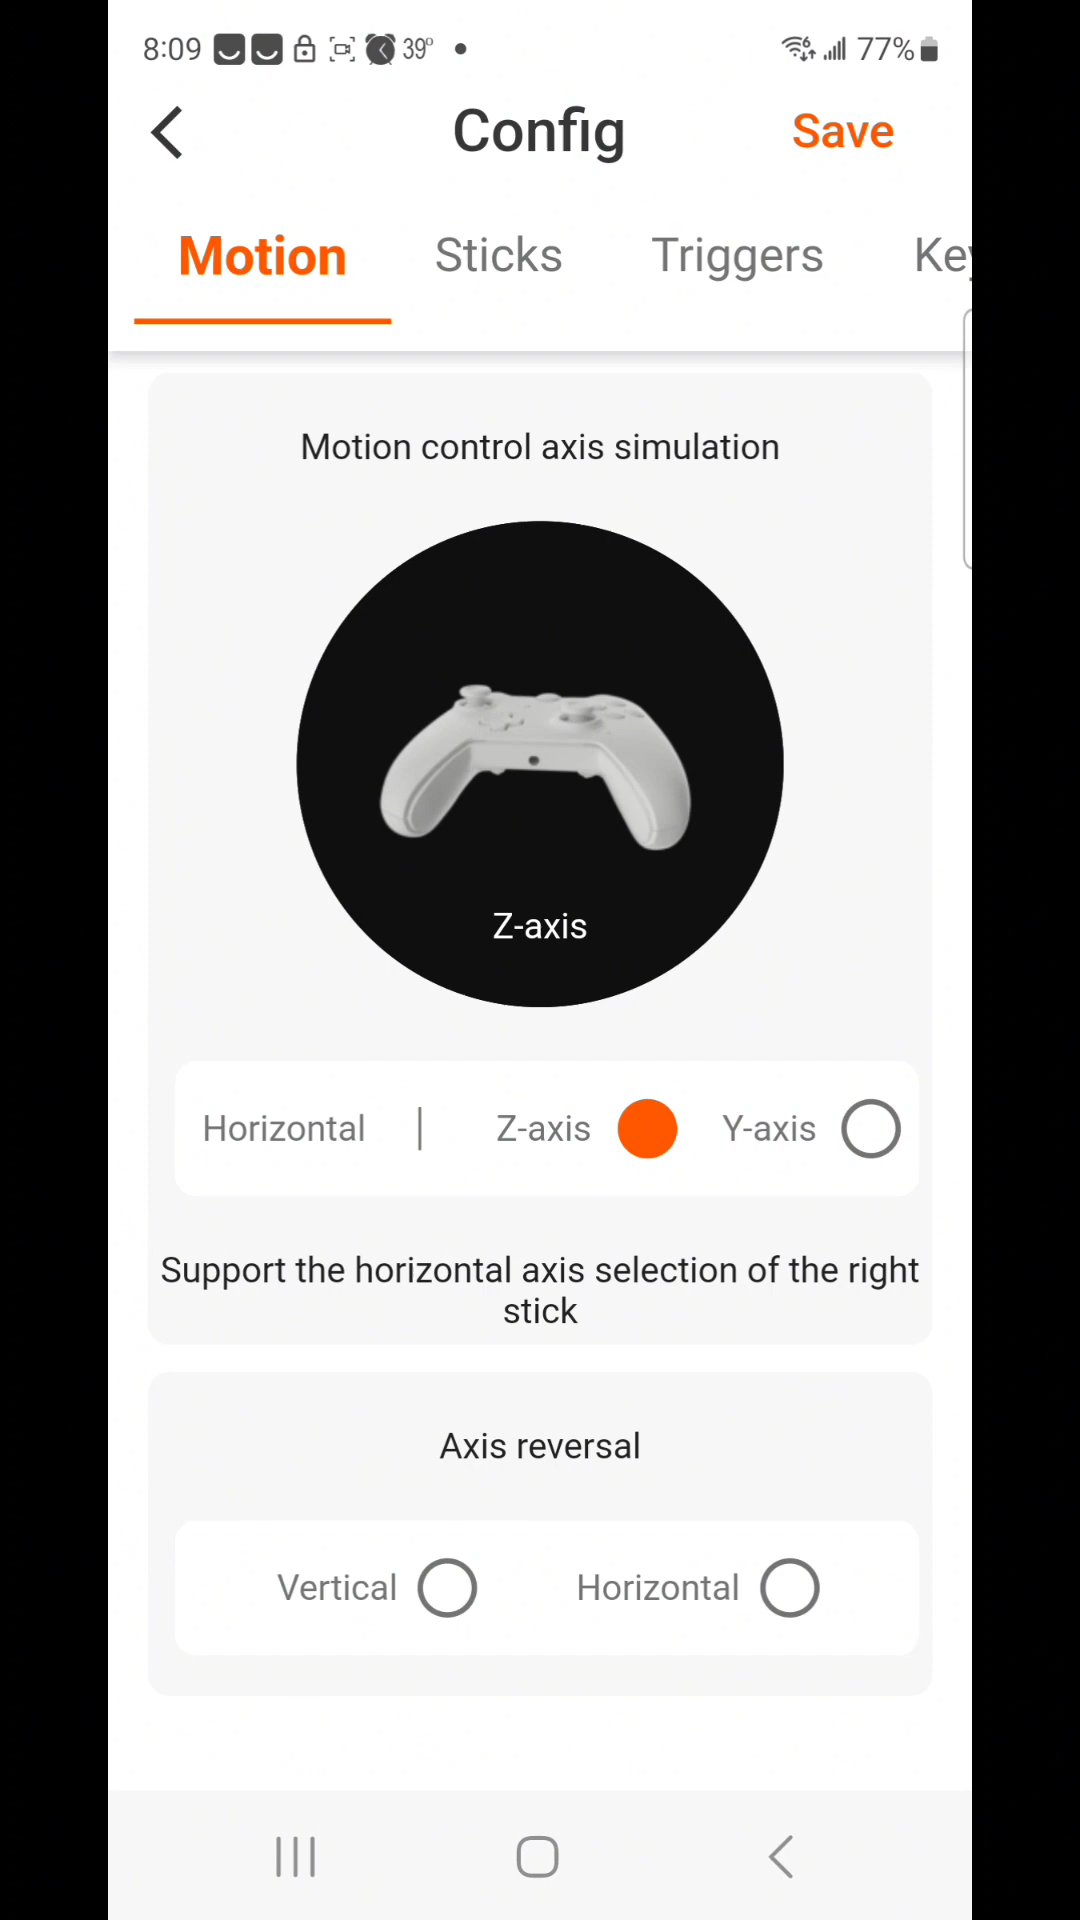 8:09 39° 77%
Config Save
Motion Sticks Triggers Key
Motion control axis simulation
Z-axis
Horizontal | Z-axis Y-axis
Support the horizontal axis selection of the right
stick
Axis reversal
Vertical Horizontal